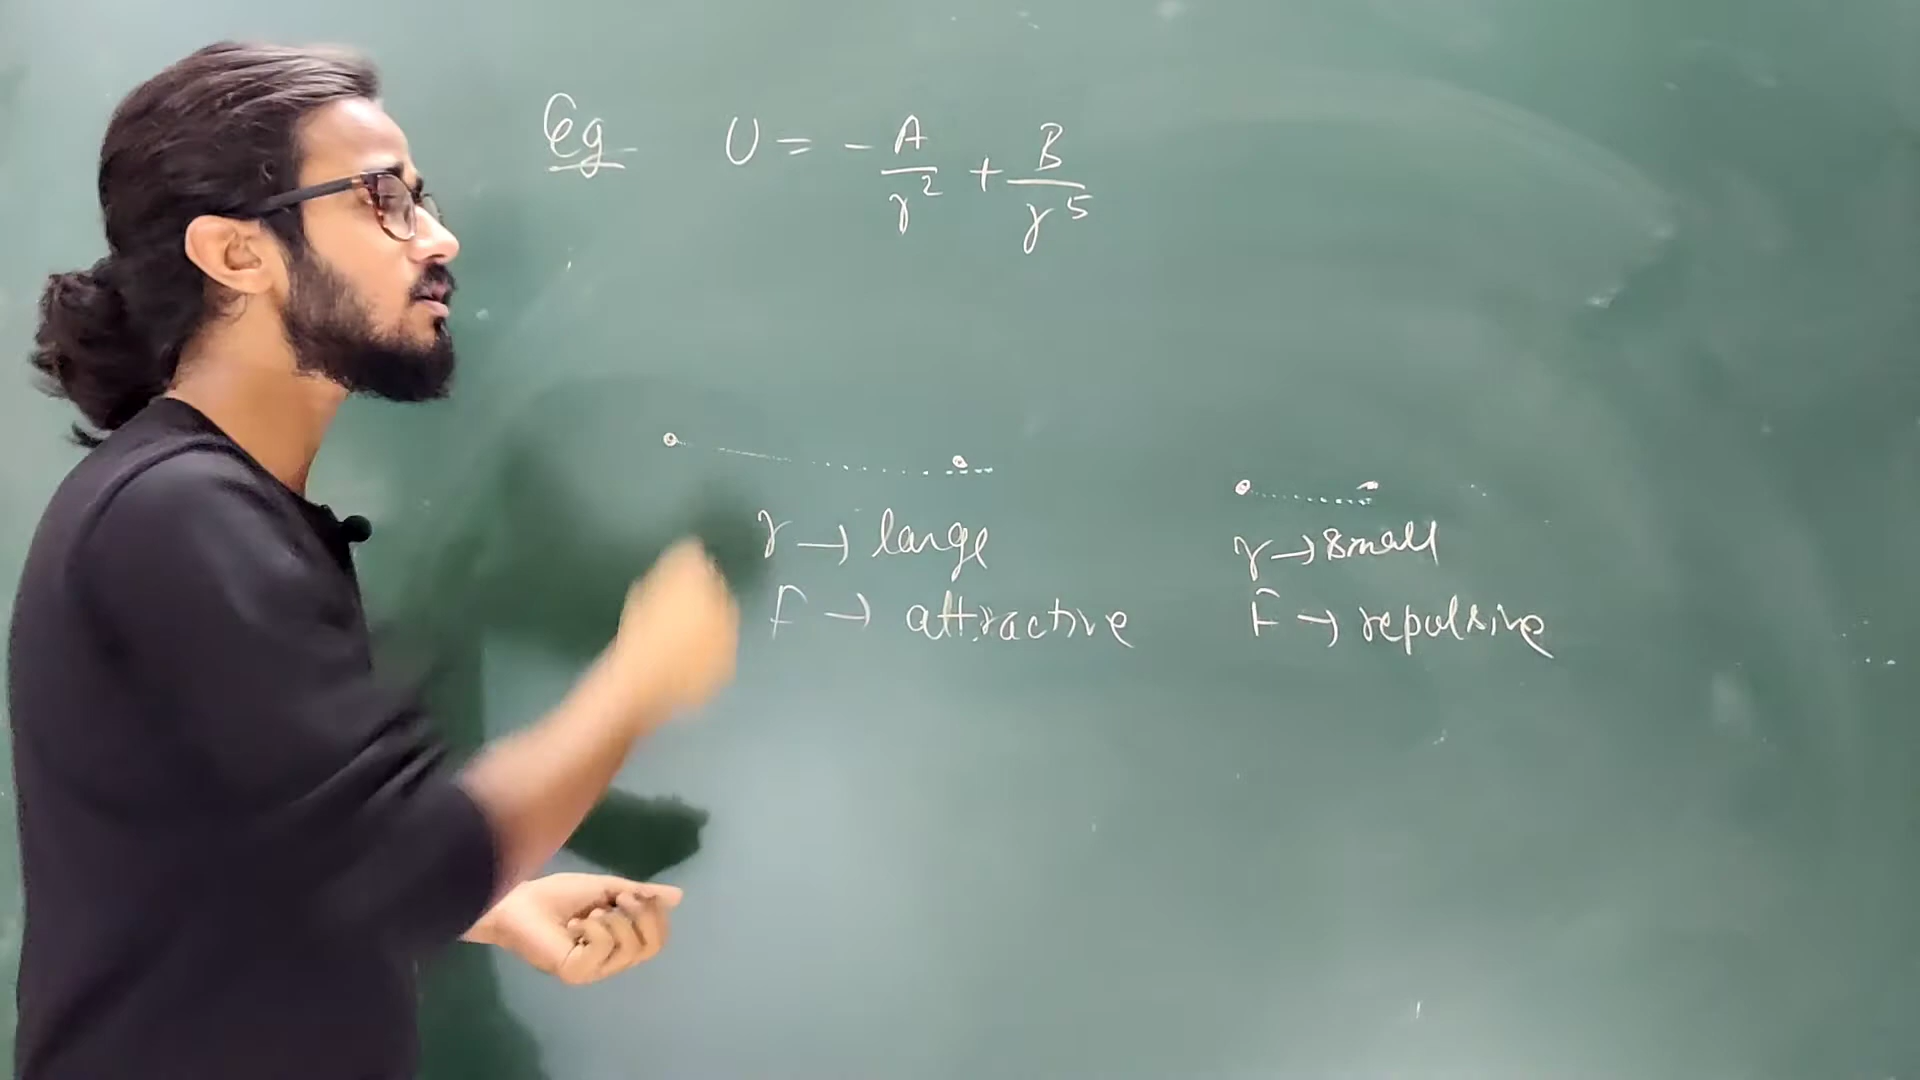 Eg U = - A/r² + B/r⁵
r → large
F → attractive
r → small
F → repulsive